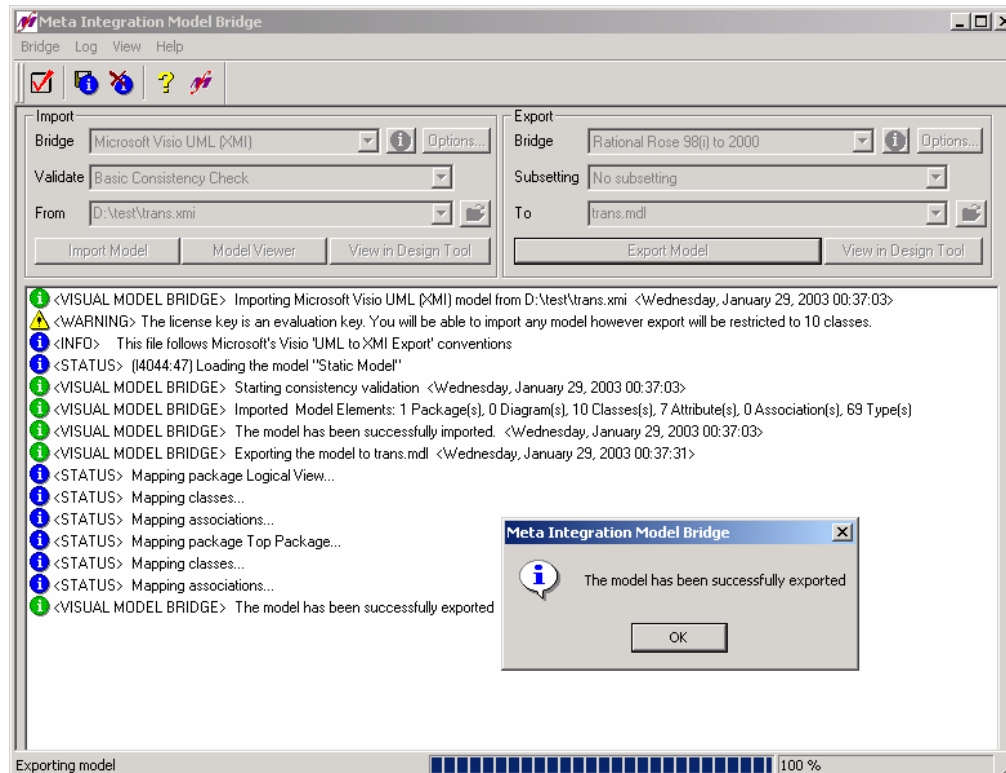 Meta Integration Model Bridge
Bridge Log View Help
Import
Bridge Microsoft Visio UML (XMI) Options...
Validate Basic Consistency Check
From D:\test\trans.xmi
Import Model Model Viewer View in Design Tool
Export
Bridge Rational Rose 98(i) to 2000 Options...
Subsetting No subsetting
To trans.mdl
Export Model View in Design Tool
<VISUAL MODEL BRIDGE> Importing Microsoft Visio UML (XMI) model from D:\test\trans.xmi <Wednesday, January 29, 2003 00:37:03>
<WARNING> The license key is an evaluation key. You will be able to import any model however export will be restricted to 10 classes.
<INFO> This file follows Microsoft's Visio 'UML to XMI Export' conventions
<STATUS> (I4044:47) Loading the model "Static Model"
<VISUAL MODEL BRIDGE> Starting consistency validation <Wednesday, January 29, 2003 00:37:03>
<VISUAL MODEL BRIDGE> Imported Model Elements: 1 Package(s), 0 Diagram(s), 10 Classes(s), 7 Attribute(s), 0 Association(s), 69 Type(s)
<VISUAL MODEL BRIDGE> The model has been successfully imported. <Wednesday, January 29, 2003 00:37:03>
<VISUAL MODEL BRIDGE> Exporting the model to trans.mdl <Wednesday, January 29, 2003 00:37:31>
<STATUS> Mapping package Logical View...
<STATUS> Mapping classes...
<STATUS> Mapping associations...
<STATUS> Mapping package Top Package...
<STATUS> Mapping classes...
<STATUS> Mapping associations...
<VISUAL MODEL BRIDGE> The model has been successfully exported
Meta Integration Model Bridge
The model has been successfully exported
OK
Exporting model 100 %